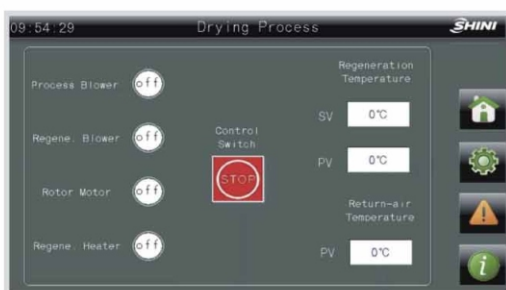 09:54:29 Drying Process SHINI
Process Blower off
Regene. Blower off
Rotor Motor off
Regene. Heater off
Control
Switch
STOP
Regeneration
Temperature
SV 0℃
PV 0℃
Return-air
Temperature
PV 0℃
i